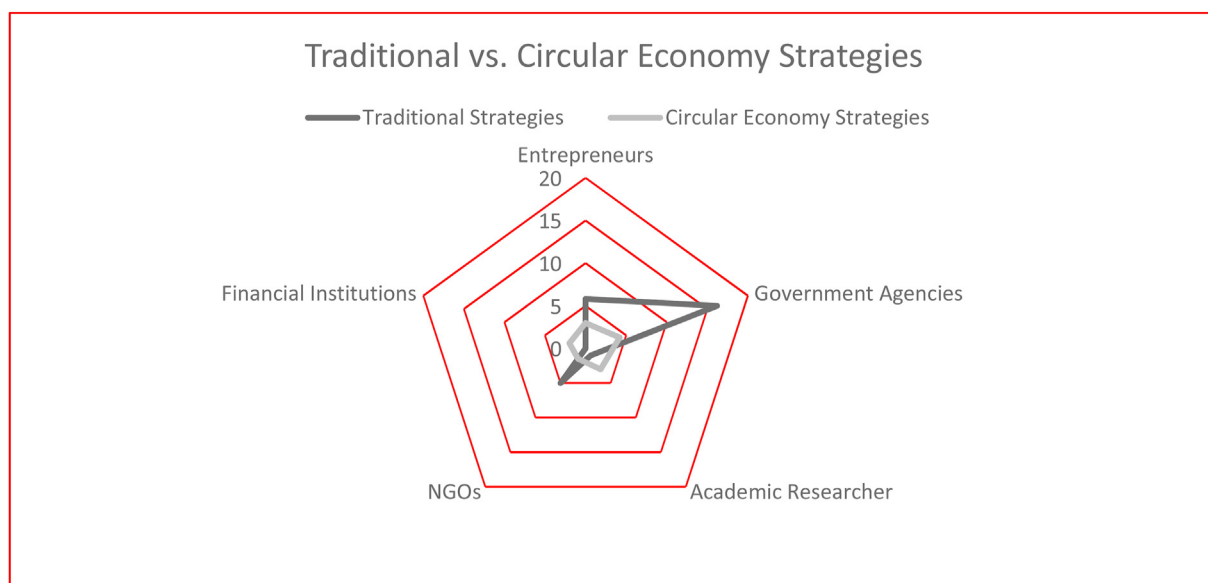 Traditional vs. Circular Economy Strategies
Traditional Strategies
Circular Economy Strategies
Entrepreneurs
20
15
10
5
0
Financial Institutions
Government Agencies
NGOs
Academic Researcher